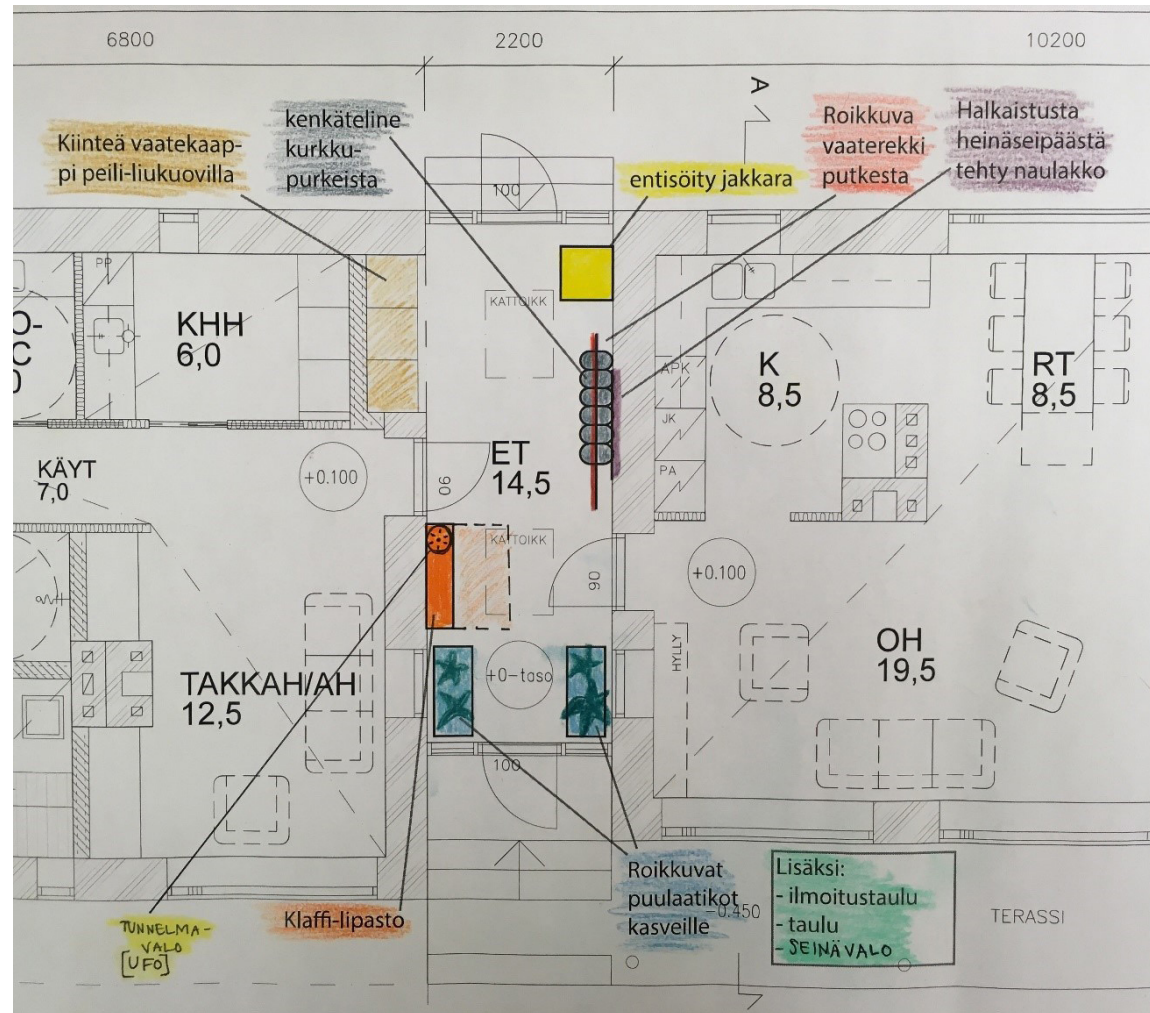 6800
2200
10200
A
Kiinteä vaatekaap-
pi peili-liukuovilla
kenkäteline
kurkku-
purkeista
entisöity jakkara
Roikkuva
vaaterekki
putkesta
Halkaistusta
heinäseipäästä
tehty naulakko
100
PP
KHH
6,0
O-
C
0
KATTOIKK
K
8,5
APK
JK
PA
RT
8,5
KÄYT
7,0
+0.100
90
ET
14,5
KATTOIKK
90
+0.100
TAKKAH/AH
12,5
+0-taso
HYLLY
OH
19,5
100
TUNNELMA-
VALO
[UFO]
Klaffi-lipasto
Roikkuvat
puulaatikot
kasveille
-0.450
Lisäksi:
- ilmoitustaulu
- taulu
- SEINÄVALO
TERASSI